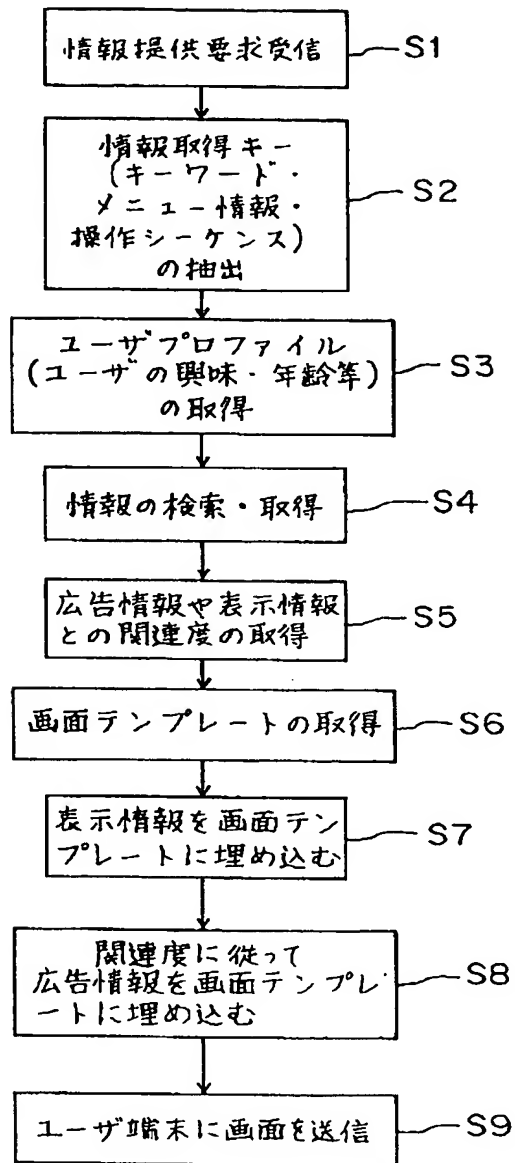 情報提供要求受信
S1
情報取得キー
(キーワード・
メニュー情報・
操作シーケンス)
の抽出
S2
ユーザプロファイル
(ユーザの興味・年齢等)
の取得
S3
情報の検索・取得
S4
広告情報や表示情報
との関連度の取得
S5
画面テンプレートの取得
S6
表示情報を画面テン
プレートに埋め込む
S7
関連度に従って
広告情報を画面テンプレ
ートに埋め込む
S8
ユーザ端末に画面を送信
S9